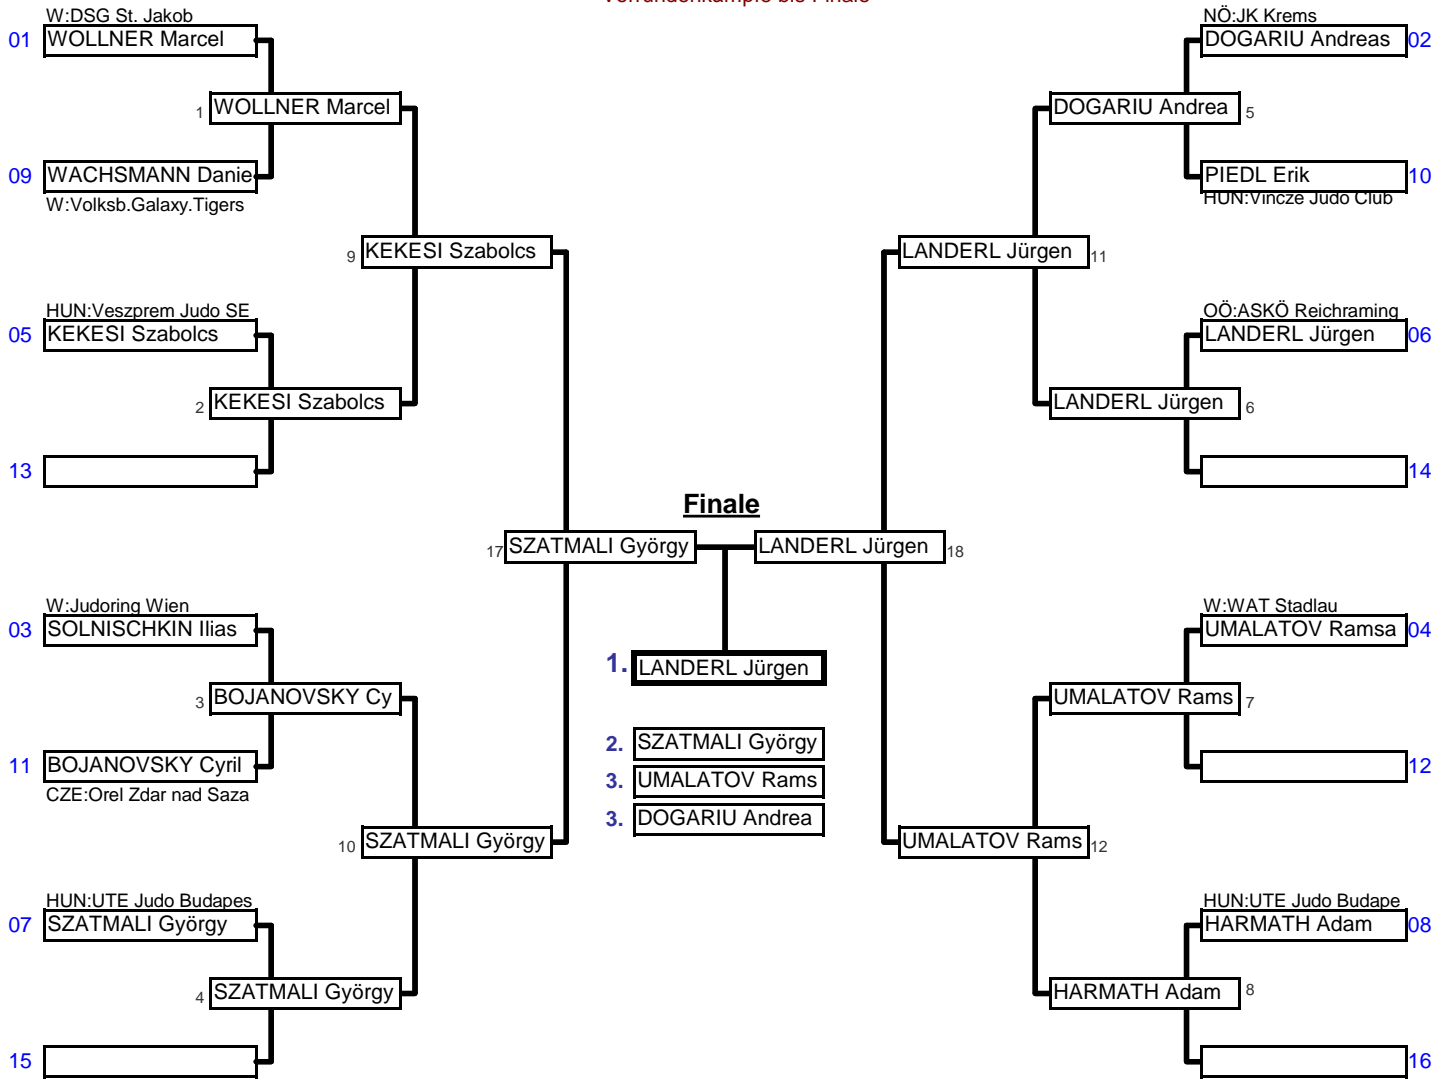 Vorrundenkämpfe bis Finale
W:DSG St. Jakob
01 WOLLNER Marcel
1 WOLLNER Marcel
09 WACHSMANN Danie
W:Volksb.Galaxy.Tigers
9 KEKESI Szabolcs
HUN:Veszprem Judo SE
05 KEKESI Szabolcs
2 KEKESI Szabolcs
13
17 SZATMALI György
W:Judoring Wien
03 SOLNISCHKIN Ilias
3 BOJANOVSKY Cy
11 BOJANOVSKY Cyril
CZE:Orel Zdar nad Saza
10 SZATMALI György
HUN:UTE Judo Budapes
07 SZATMALI György
4 SZATMALI György
15
Finale
1. LANDERL Jürgen
2. SZATMALI György
3. UMALATOV Rams
3. DOGARIU Andrea
NÖ:JK Krems
DOGARIU Andreas 02
DOGARIU Andrea 5
PIEDL Erik 10
HUN:Vincze Judo Club
LANDERL Jürgen 11
OÖ:ASKÖ Reichraming
LANDERL Jürgen 06
LANDERL Jürgen 6
14
LANDERL Jürgen 18
W:WAT Stadlau
UMALATOV Ramsa 04
UMALATOV Rams 7
12
UMALATOV Rams 12
HUN:UTE Judo Budape
HARMATH Adam 08
HARMATH Adam 8
16